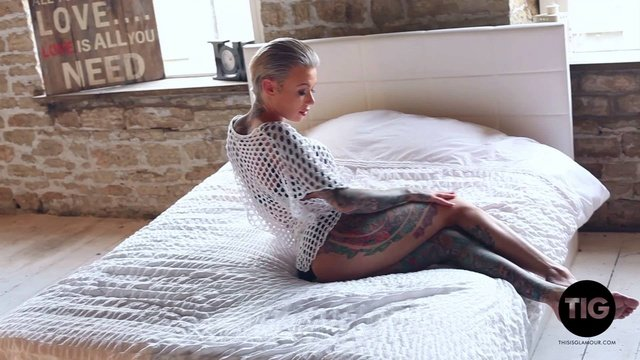 LOVE....
LOVE IS ALL YOU
NEED
TIG
THISISGLAMOUR.COM